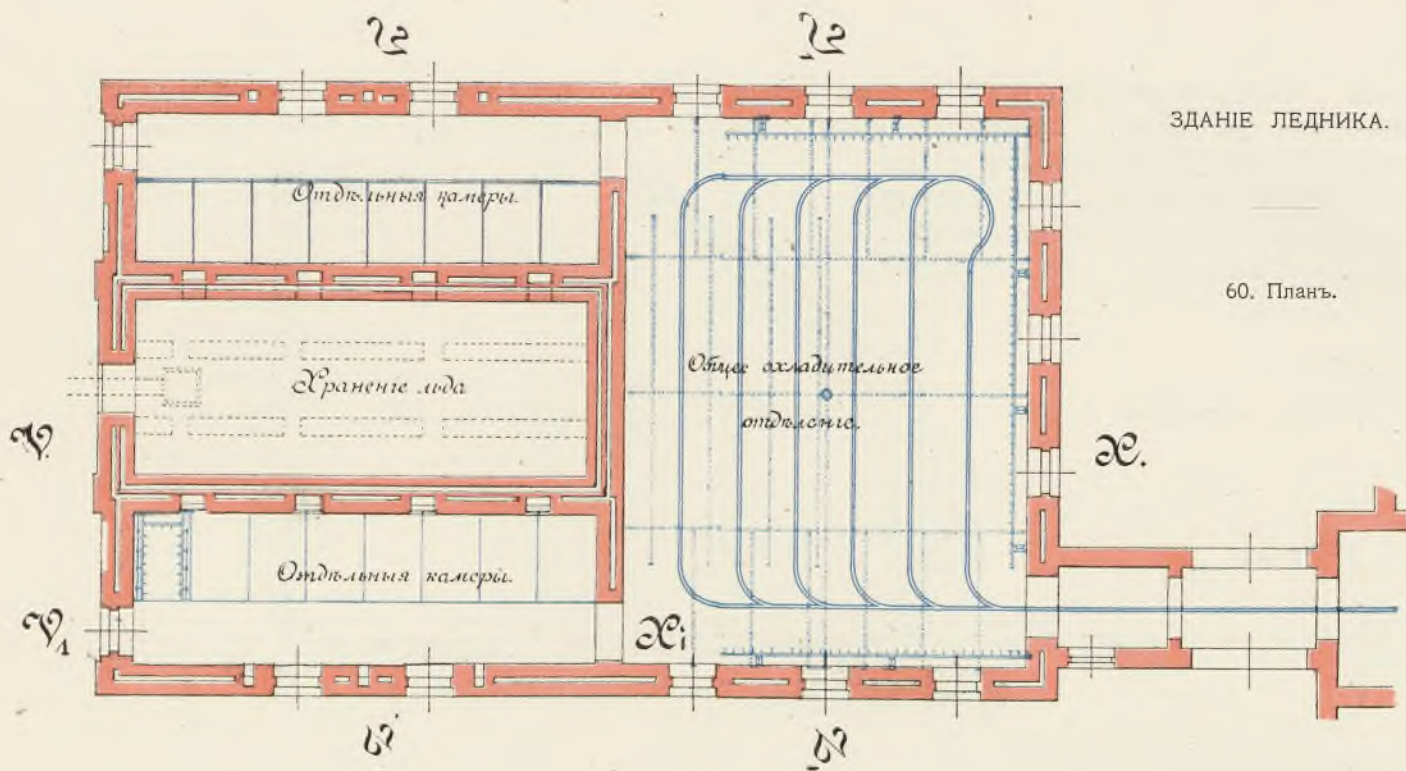 ЗДАНІЕ ЛЕДНИКА.
60. Планъ.
Отдѣльныя камеры.
Храненіе льда
Общее охладительное
отдѣленіе.
X.
Отдѣльныя камеры.